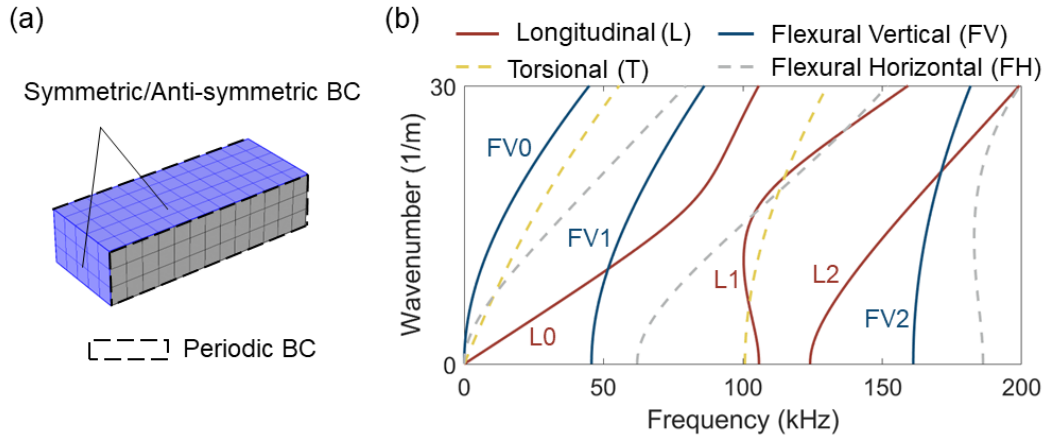 (a)
Symmetric/Anti-symmetric BC
Periodic BC
(b)
Longitudinal (L)
Flexural Vertical (FV)
Torsional (T)
Flexural Horizontal (FH)
30
Wavenumber (1/m)
0
FV0
FV1
L0
L1
L2
FV2
0
50
100
150
200
Frequency (kHz)